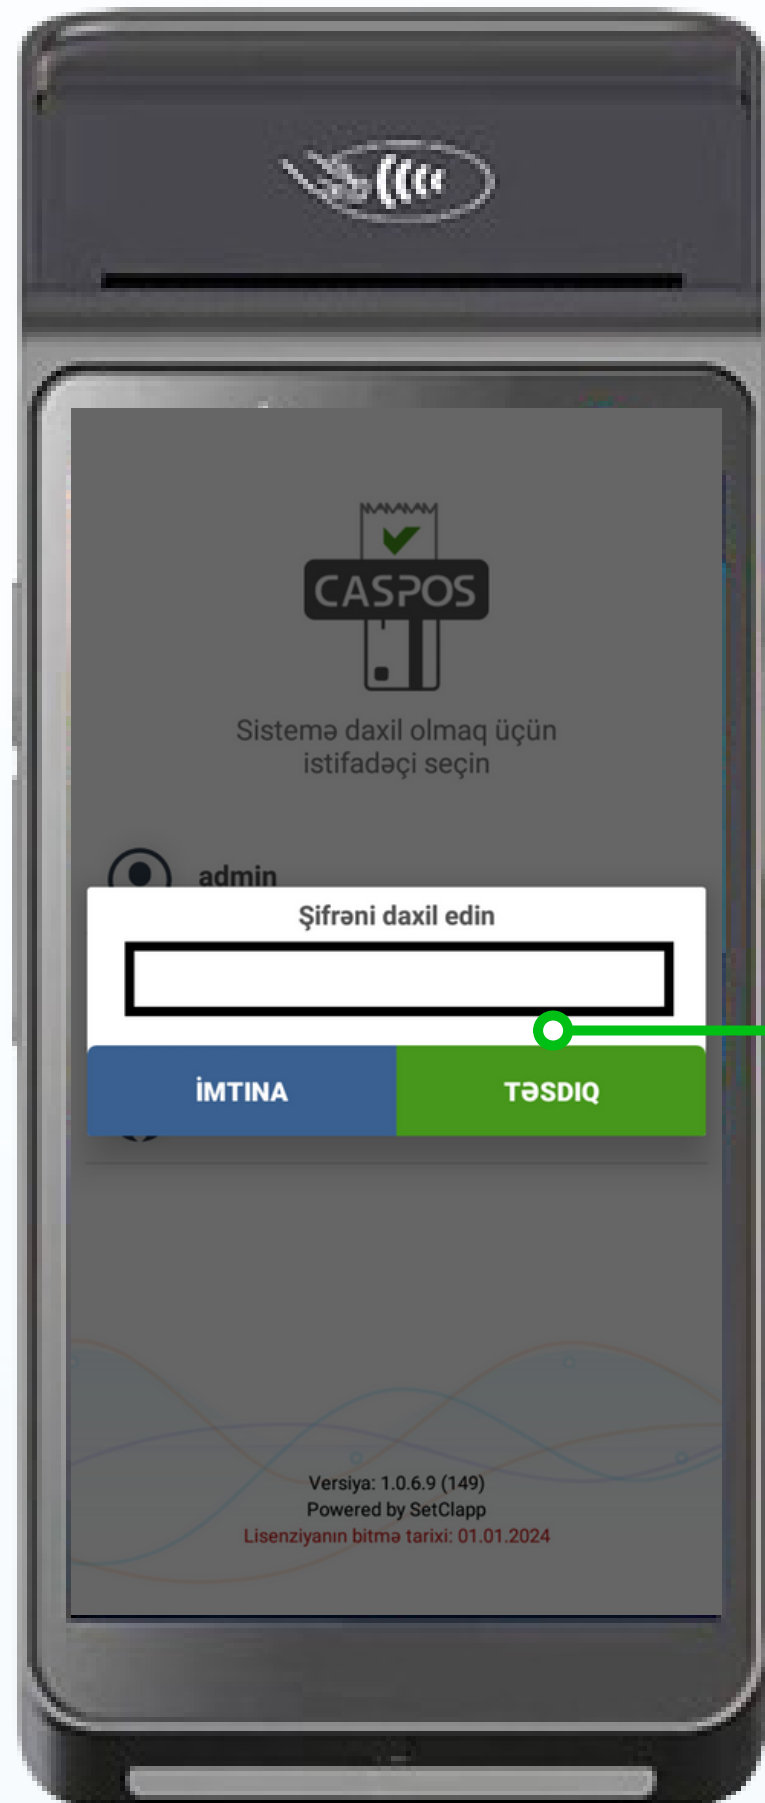 CASPOS
Sistemə daxil olmaq üçün
istifadəçi seçin
admin
Şifrəni daxil edin
İMTINA
TƏSDIQ
Versiya: 1.0.6.9 (149)
Powered by SetClapp
Lisenziyanın bitmə tarixi: 01.01.2024